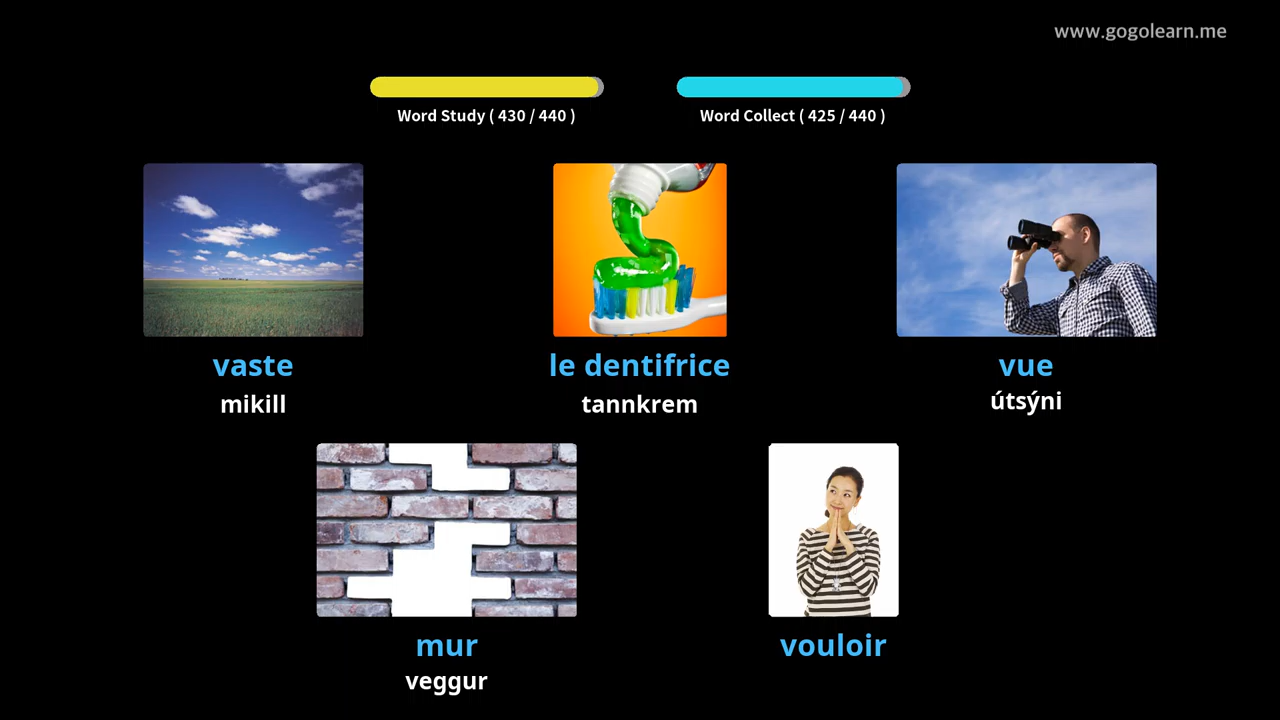 www.gogolearn.me
Word Study ( 430 / 440 )
Word Collect ( 425 / 440 )
vaste
mikill
le dentifrice
tannkrem
vue
útsýni
mur
veggur
vouloir